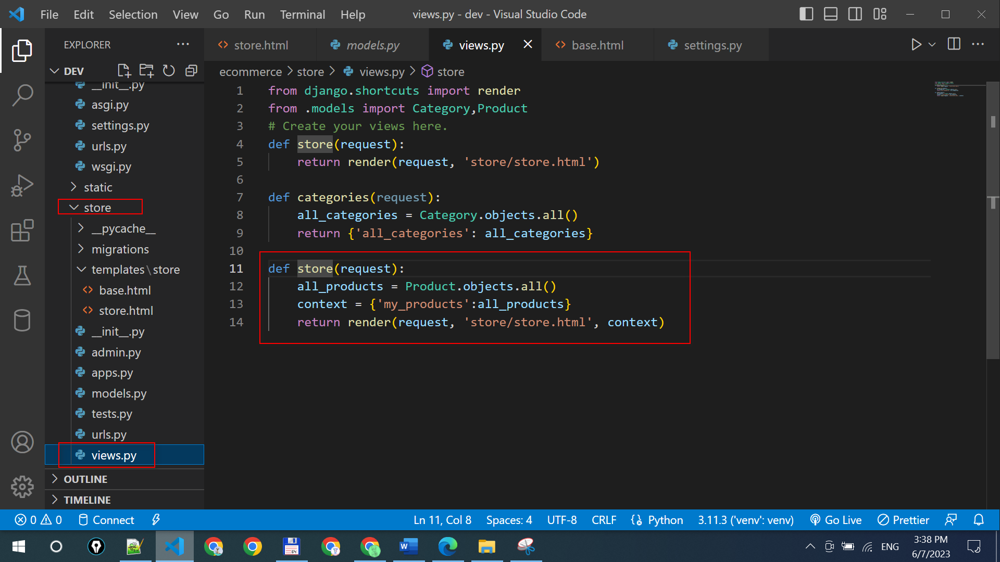 File Edit Selection View Go Run Terminal Help
views.py - dev - Visual Studio Code
EXPLORER
DEV
__init__.py
asgi.py
settings.py
urls.py
wsgi.py
static
store
__pycache__
migrations
templates\store
base.html
store.html
__init__.py
admin.py
apps.py
models.py
tests.py
urls.py
views.py
OUTLINE
TIMELINE
store.html models.py views.py base.html settings.py
ecommerce > store > views.py > store
1 from django.shortcuts import render
2 from .models import Category,Product
3 # Create your views here.
4 def store(request):
5 return render(request, 'store/store.html')
6
7 def categories(request):
8 all_categories = Category.objects.all()
9 return {'all_categories': all_categories}
10
11 def store(request):
12 all_products = Product.objects.all()
13 context = {'my_products':all_products}
14 return render(request, 'store/store.html', context)
0 0 Connect Ln 11, Col 8 Spaces: 4 UTF-8 CRLF Python 3.11.3 ('venv': venv) Go Live Prettier
ENG
3:38 PM
6/7/2023